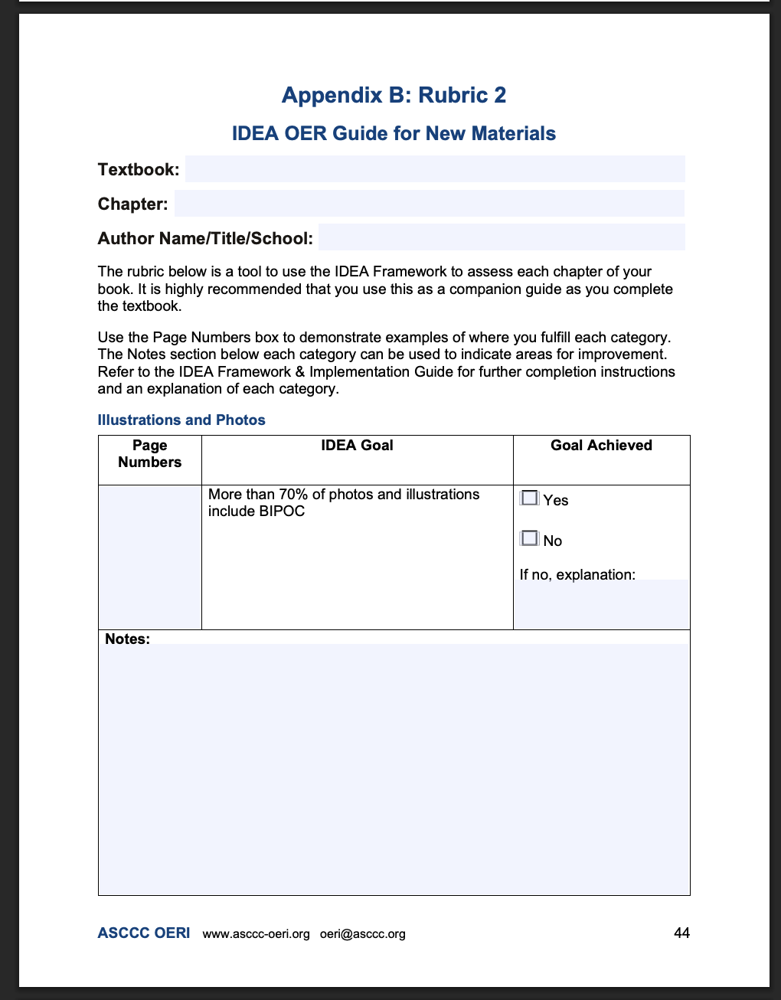 Appendix B: Rubric 2
IDEA OER Guide for New Materials
Textbook:
Chapter:
Author Name/Title/School:
The rubric below is a tool to use the IDEA Framework to assess each chapter of your
book. It is highly recommended that you use this as a companion guide as you complete
the textbook.
Use the Page Numbers box to demonstrate examples of where you fulfill each category.
The Notes section below each category can be used to indicate areas for improvement.
Refer to the IDEA Framework & Implementation Guide for further completion instructions
and an explanation of each category.
Illustrations and Photos
Page
Numbers
IDEA Goal
Goal Achieved
More than 70% of photos and illustrations
include BIPOC
Yes
No
If no, explanation:
Notes:
ASCCC OERI www.asccc-oeri.org oeri@asccc.org 44